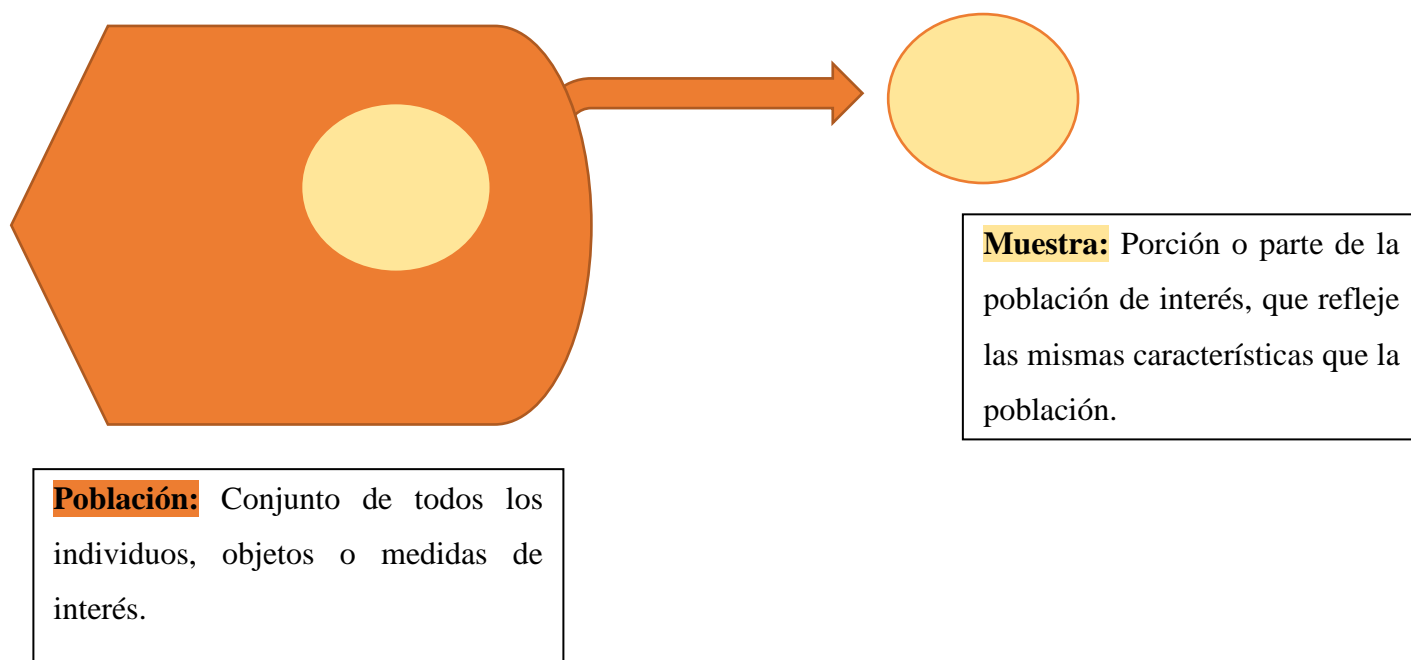 Muestra: Porción o parte de la
población de interés, que refleje
las mismas características que la
población.
Población: Conjunto de todos los
individuos, objetos o medidas de
interés.